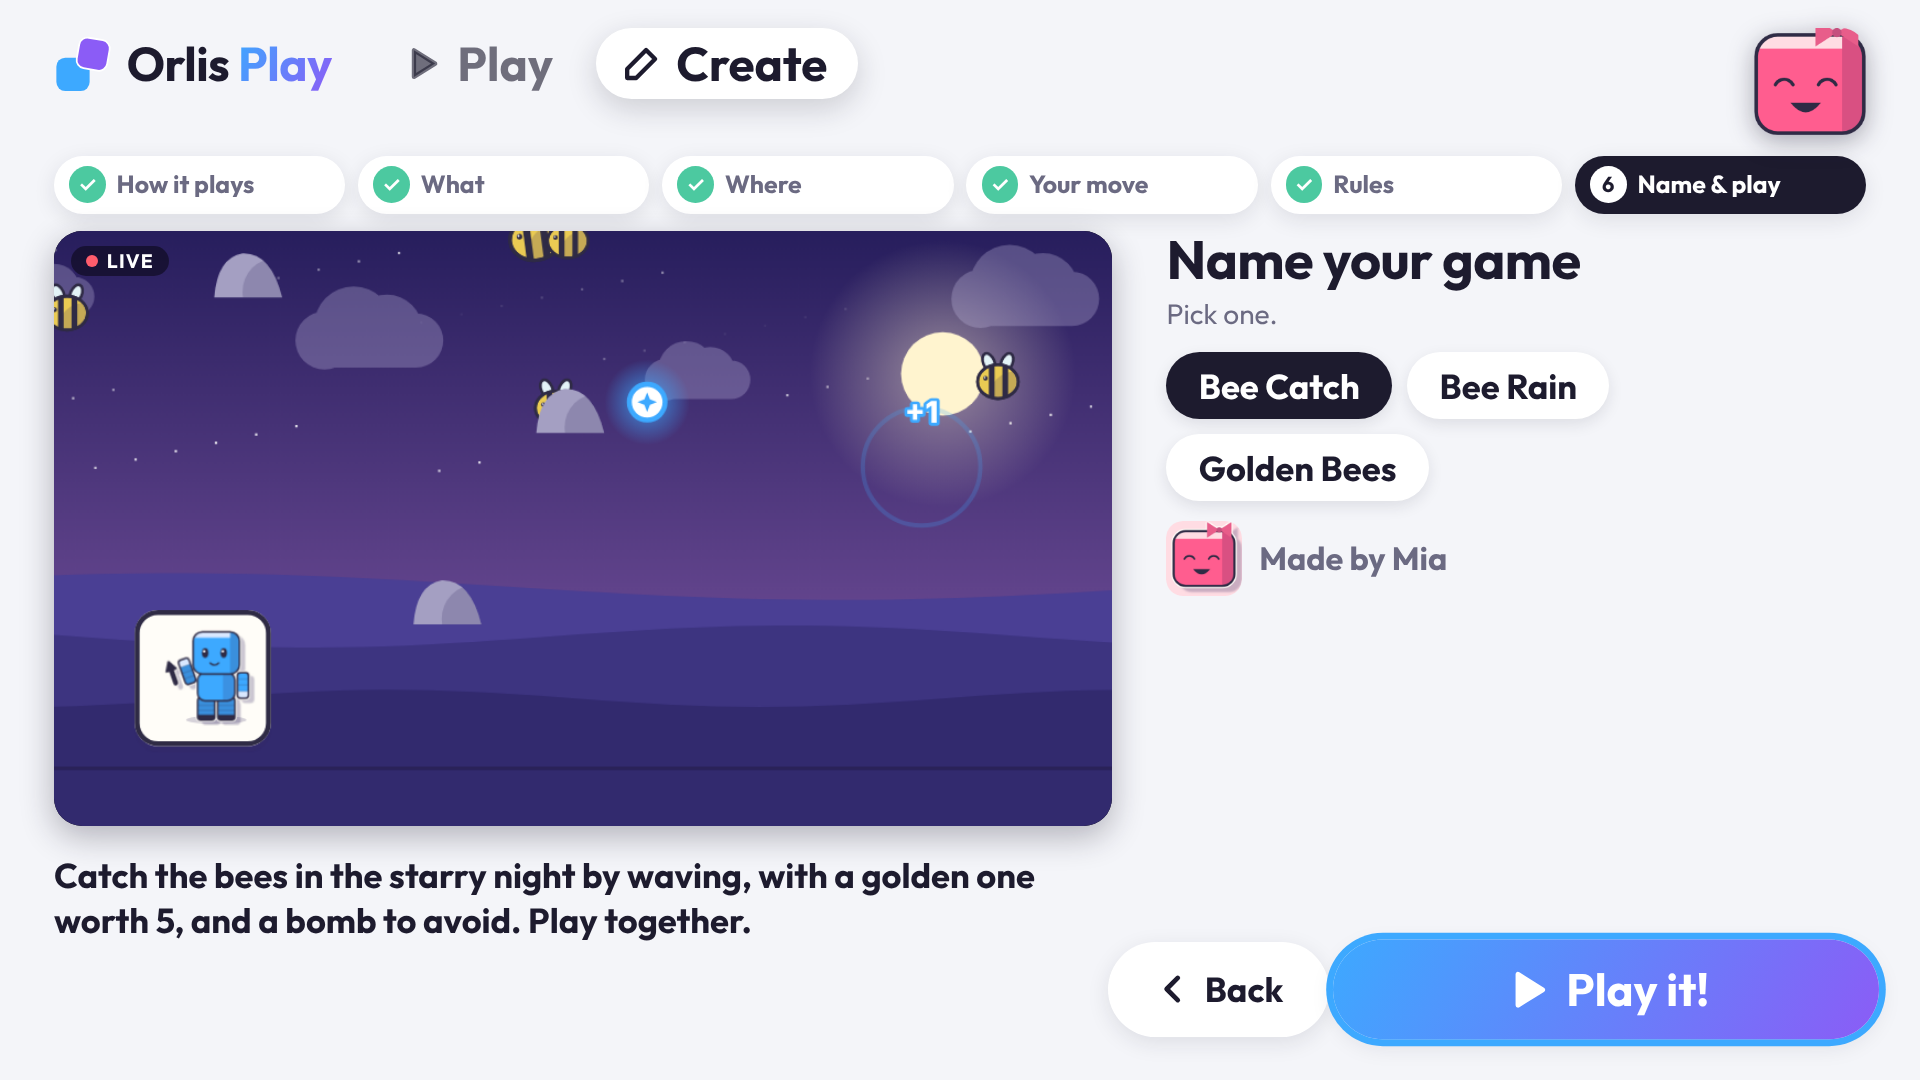 Orlis Play
Play
Create
How it plays
What
Where
Your move
Rules
6 Name & play
LIVE
+1
Name your game
Pick one.
Bee Catch
Bee Rain
Golden Bees
Made by Mia
Catch the bees in the starry night by waving, with a golden one
worth 5, and a bomb to avoid. Play together.
Back
Play it!